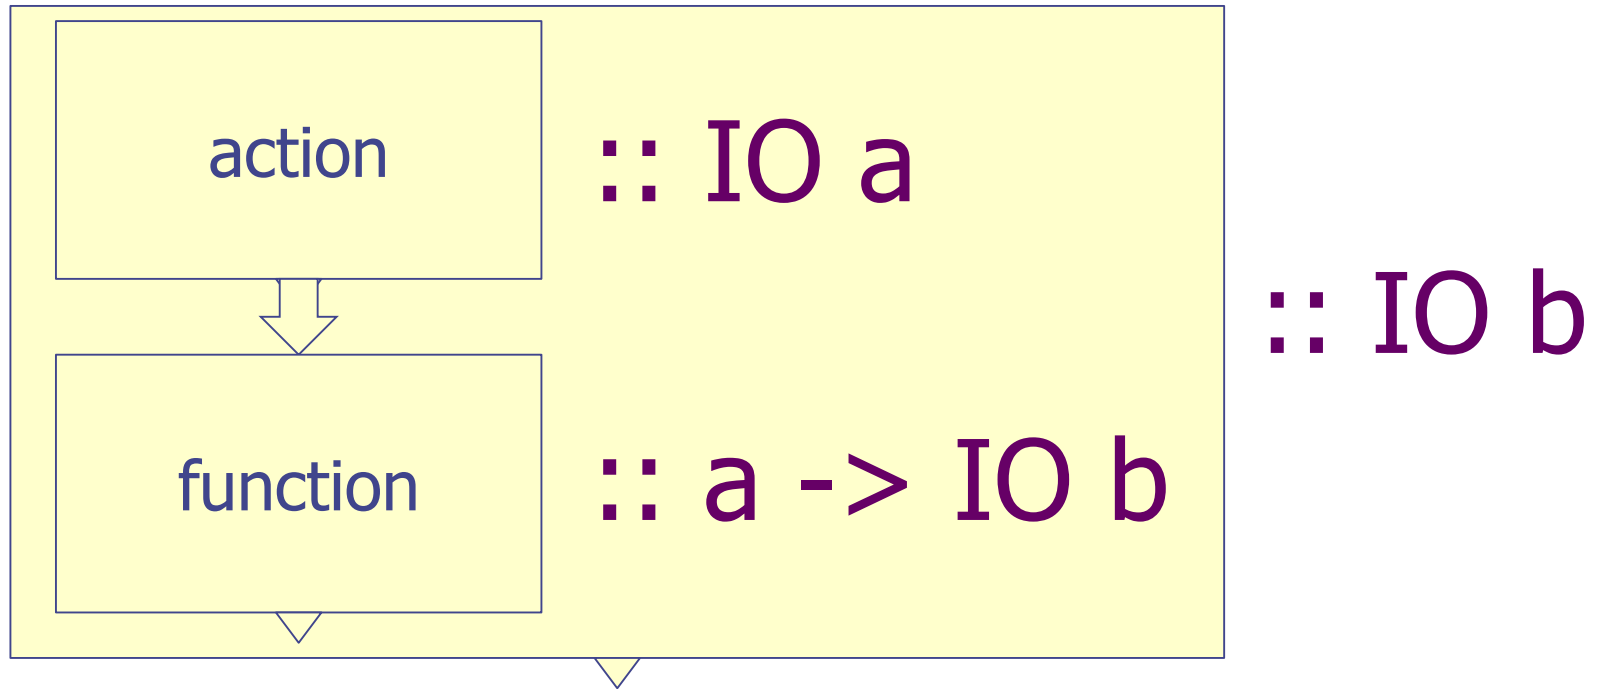 action
:: IO a
:: IO b
function
:: a -> IO b